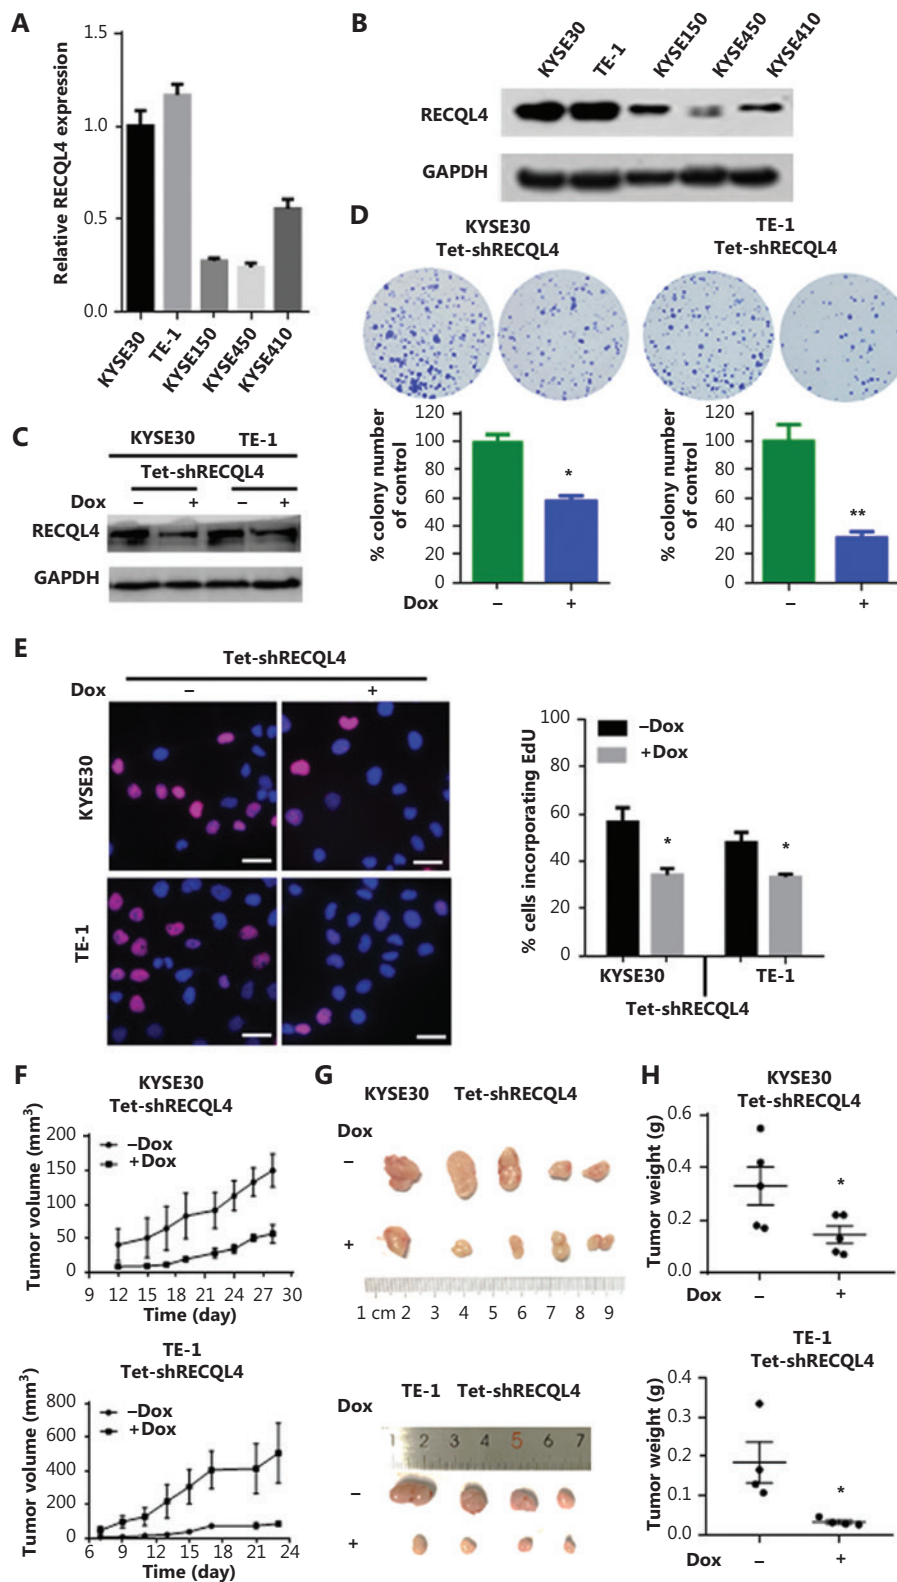 A
1.5
1.0
0.5
0.0
Relative RECQL4 expression
KYSE30
TE-1
KYSE150
KYSE450
KYSE410
B
KYSE30
TE-1
KYSE150
KYSE450
KYSE410
RECQL4
GAPDH
C
KYSE30 TE-1
Tet-shRECQL4
Dox – + – +
RECQL4
GAPDH
D
KYSE30
Tet-shRECQL4
TE-1
Tet-shRECQL4
120
100
80
60
40
20
0
% colony number
of control
*
Dox – +
120
100
80
60
40
20
0
% colony number
of control
**
– +
E
Tet-shRECQL4
Dox – +
KYSE30
TE-1
100
80
60
40
20
0
% cells incorporating EdU
–Dox
+Dox
* *
KYSE30 TE-1
Tet-shRECQL4
F
KYSE30
Tet-shRECQL4
Tumor volume (mm³)
200
150
100
50
0
–Dox
+Dox
9 12 15 18 21 24 27 30
Time (day)
TE-1
Tet-shRECQL4
Tumor volume (mm³)
800
600
400
200
0
–Dox
+Dox
6 9 12 15 18 21 24
Time (day)
G
KYSE30 Tet-shRECQL4
Dox
–
+
1 cm 2 3 4 5 6 7 8 9
TE-1 Tet-shRECQL4
Dox
1 2 3 4 5 6 7
–
+
H
KYSE30
Tet-shRECQL4
Tumor weight (g)
0.6
0.4
0.2
0.0
*
Dox – +
TE-1
Tet-shRECQL4
Tumor weight (g)
0.4
0.3
0.2
0.1
0.0
*
Dox – +